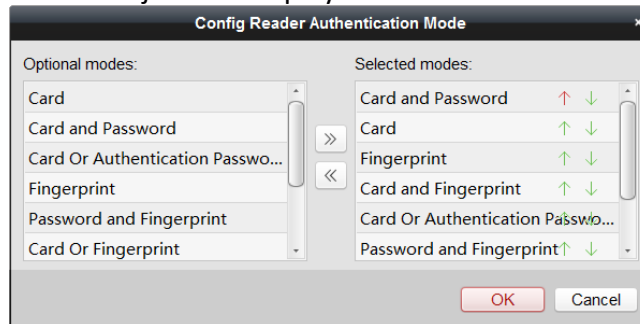 Config Reader Authentication Mode
Optional modes:
Card
Card and Password
Card Or Authentication Passwo...
Fingerprint
Password and Fingerprint
Card Or Fingerprint
Selected modes:
Card and Password
Card
Fingerprint
Card and Fingerprint
Card Or Authentication Passwo...
Password and Fingerprint
OK
Cancel